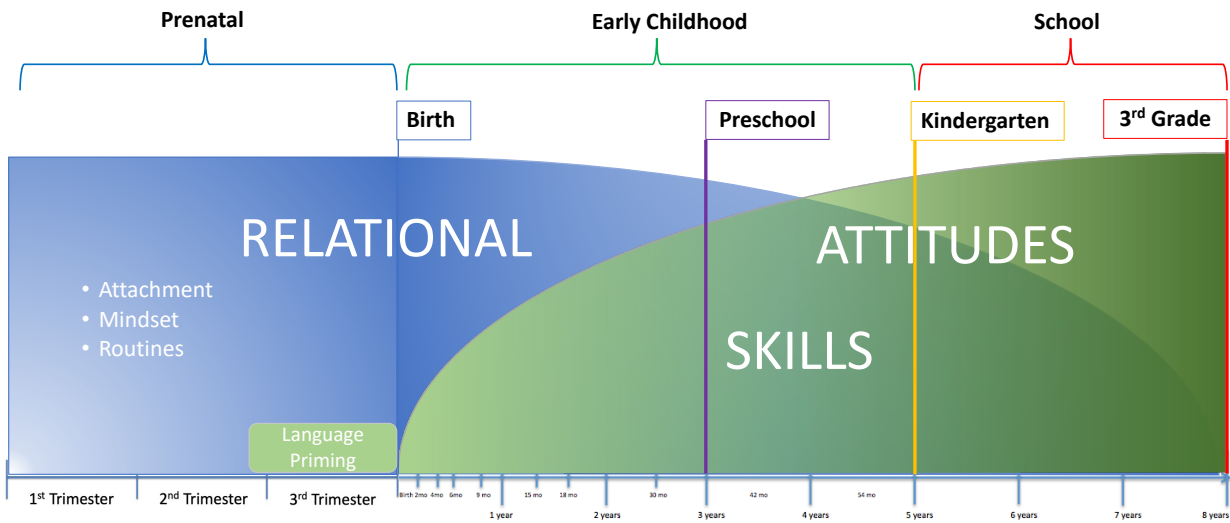 Prenatal
Early Childhood
School
Birth
Preschool
Kindergarten
3rd Grade
RELATIONAL
ATTITUDES
• Attachment
• Mindset
• Routines
SKILLS
Language
Priming
1st Trimester
2nd Trimester
3rd Trimester
Birth 2mo 4mo 6mo 9 mo 15 mo 18 mo 30 mo 42 mo 54 mo
1 year 2 years 3 years 4 years 5 years 6 years 7 years 8 years